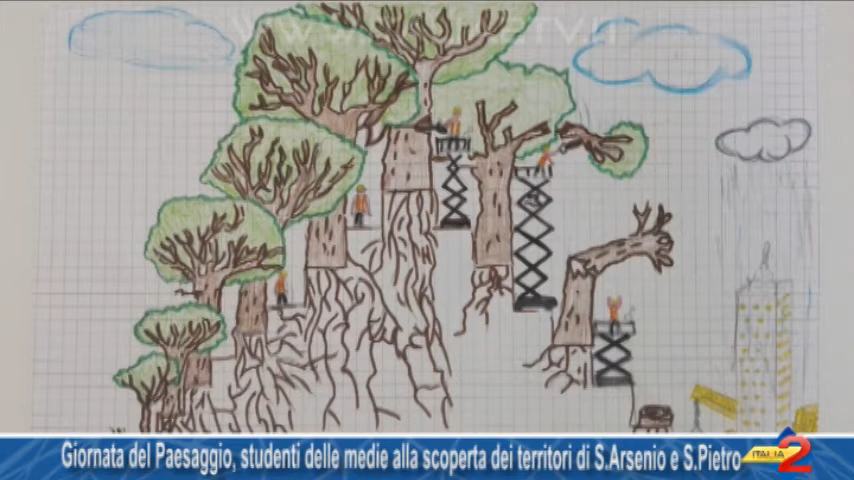 Giornata del Paesaggio, studenti delle medie alla scoperta dei territori di S.Arsenio e S.Pietro
ITALIA 2